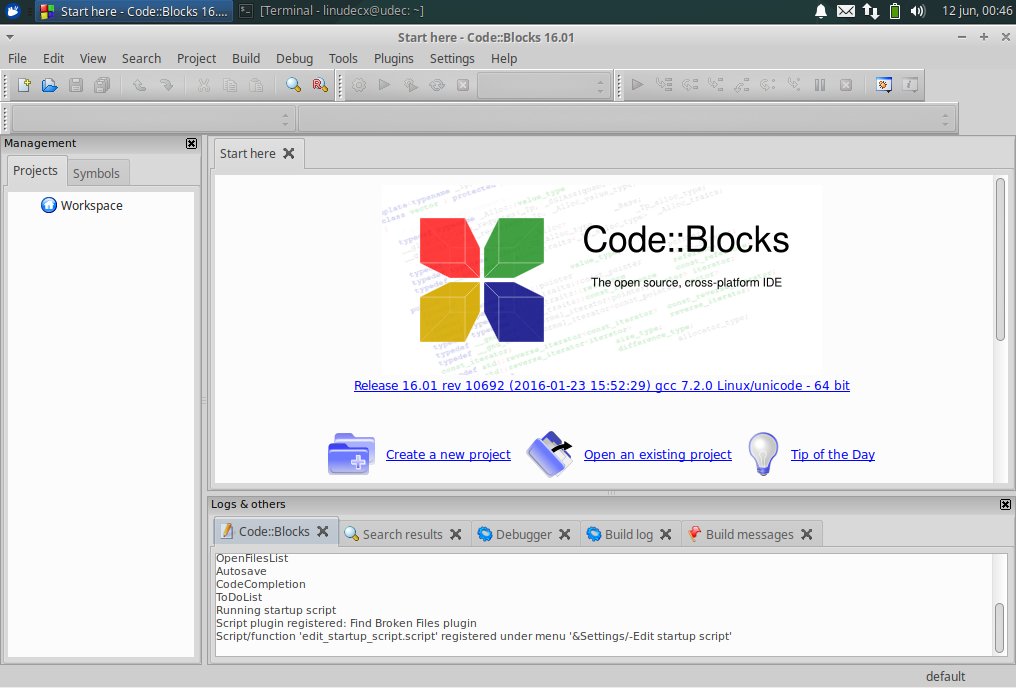 Start here - Code::Blocks 16....
[Terminal - linudecx@udec: ~]
12 jun, 00:46
Start here - Code::Blocks 16.01
File Edit View Search Project Build Debug Tools Plugins Settings Help
Management
Projects Symbols
Workspace
Start here
Code::Blocks
The open source, cross-platform IDE
Release 16.01 rev 10692 (2016-01-23 15:52:29) gcc 7.2.0 Linux/unicode - 64 bit
Create a new project
Open an existing project
Tip of the Day
Logs & others
Code::Blocks Search results Debugger Build log Build messages
OpenFilesList
Autosave
CodeCompletion
ToDoList
Running startup script
Script plugin registered: Find Broken Files plugin
Script/function 'edit_startup_script.script' registered under menu '&Settings/-Edit startup script'
default